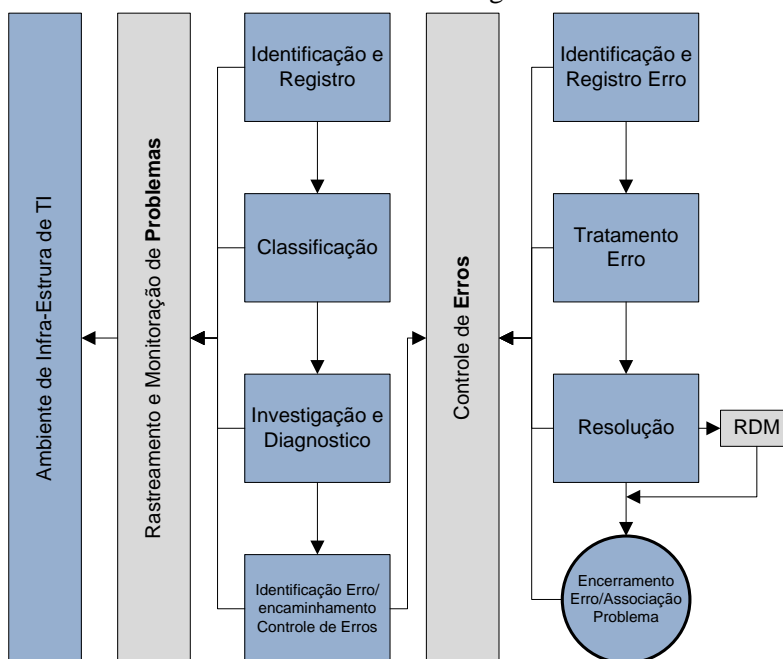 Ambiente de Infra-Estrura de TI
Rastreamento e Monitoração de Problemas
Identificação e
Registro
Classificação
Investigação e
Diagnostico
Identificação Erro/
encaminhamento
Controle de Erros
Controle de Erros
Identificação e
Registro Erro
Tratamento
Erro
Resolução
RDM
Encerramento
Erro/Associação
Problema